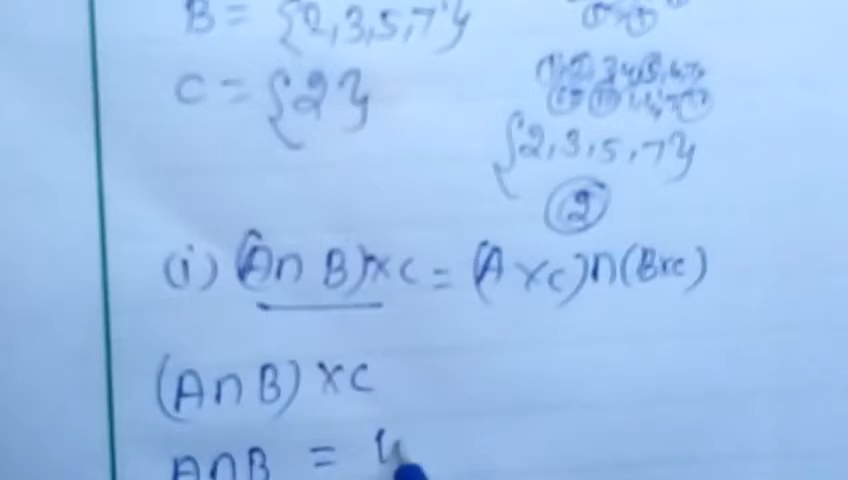 B = {2,3,5,7}
C = {2}
{2,3,5,7}
2
(i) (A∩B)×C = (A×C)∩(B×C)
(A∩B)×C
A∩B = {